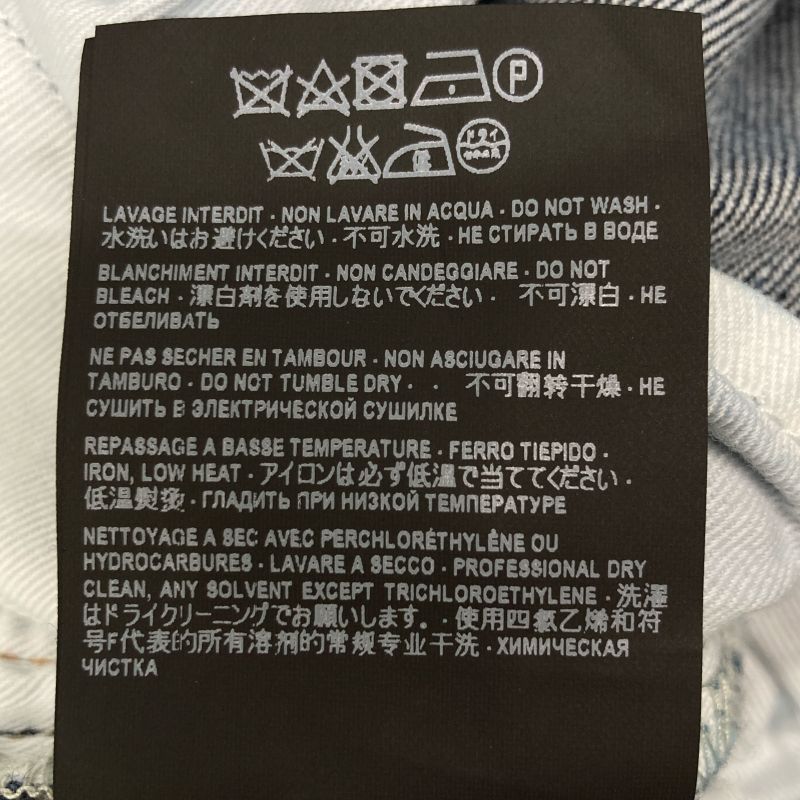 P
ドライ
低
LAVAGE INTERDIT · NON LAVARE IN ACQUA · DO NOT WASH ·
水洗いはお避けください · 不可水洗 · НЕ СТИРАТЬ В ВОДЕ
BLANCHIMENT INTERDIT · NON CANDEGGIARE · DO NOT
BLEACH · 漂白剤を使用しないでください · 不可漂白 · НЕ
ОТБЕЛИВАТЬ
NE PAS SECHER EN TAMBOUR · NON ASCIUGARE IN
TAMBURO · DO NOT TUMBLE DRY · · 不可翻转干燥 · НЕ
СУШИТЬ В ЭЛЕКТРИЧЕСКОЙ СУШИЛКЕ
REPASSAGE A BASSE TEMPERATURE · FERRO TIEPIDO ·
IRON, LOW HEAT · アイロンは必ず低温で当ててください ·
低温熨烫 · ГЛАДИТЬ ПРИ НИЗКОЙ ТЕМПЕРАТУРЕ
NETTOYAGE A SEC AVEC PERCHLORÉTHYLÈNE OU
HYDROCARBURES · LAVARE A SECCO · PROFESSIONAL DRY
CLEAN, ANY SOLVENT EXCEPT TRICHLOROETHYLENE · 洗濯
はドライクリーニングでお願いします。· 使用四氯乙烯和符
号F代表的所有溶剂的常规专业干洗 · ХИМИЧЕСКАЯ
ЧИСТКА